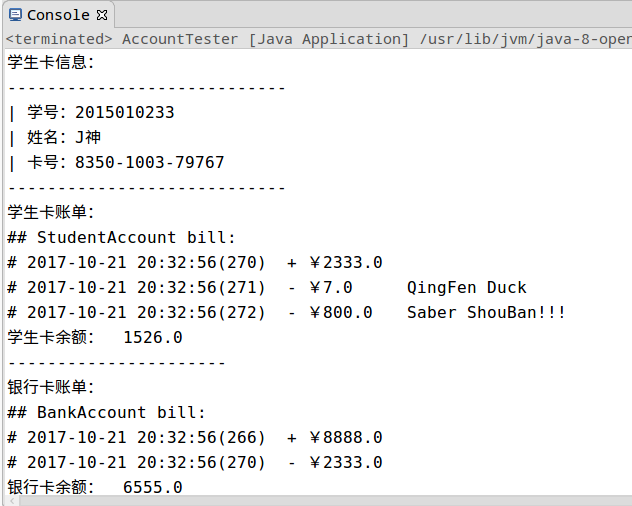 Console
<terminated> AccountTester [Java Application] /usr/lib/jvm/java-8-open
学生卡信息：
----------------------------
| 学号：2015010233
| 姓名：J神
| 卡号：8350-1003-79767
----------------------------
学生卡账单：
## StudentAccount bill:
# 2017-10-21 20:32:56(270)  + ￥2333.0
# 2017-10-21 20:32:56(271)  - ￥7.0     QingFen Duck
# 2017-10-21 20:32:56(272)  - ￥800.0   Saber ShouBan!!!
学生卡余额：  1526.0
----------------------
银行卡账单：
## BankAccount bill:
# 2017-10-21 20:32:56(266)  + ￥8888.0
# 2017-10-21 20:32:56(270)  - ￥2333.0
银行卡余额：  6555.0